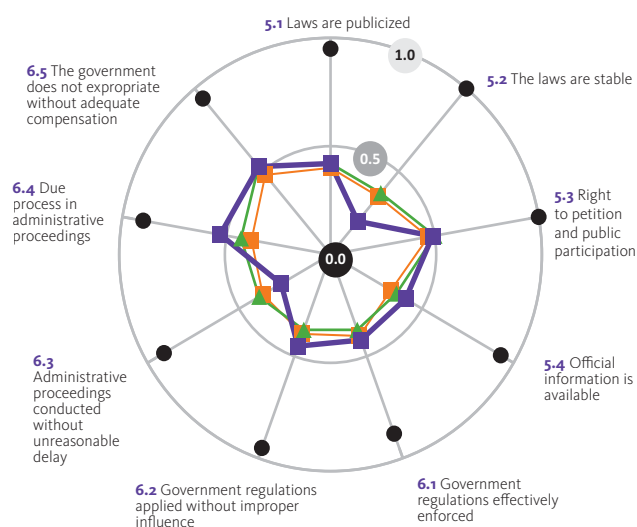 5.1 Laws are publicized
1.0
5.2 The laws are stable
0.5
5.3 Right
to petition
and public
participation
0.0
5.4 Official
information is
available
6.1 Government
regulations effectively
enforced
6.2 Government regulations
applied without improper
influence
6.3
Administrative
proceedings
conducted
without
unreasonable
delay
6.4 Due
process in
administrative
proceedings
6.5 The government
does not expropriate
without adequate
compensation